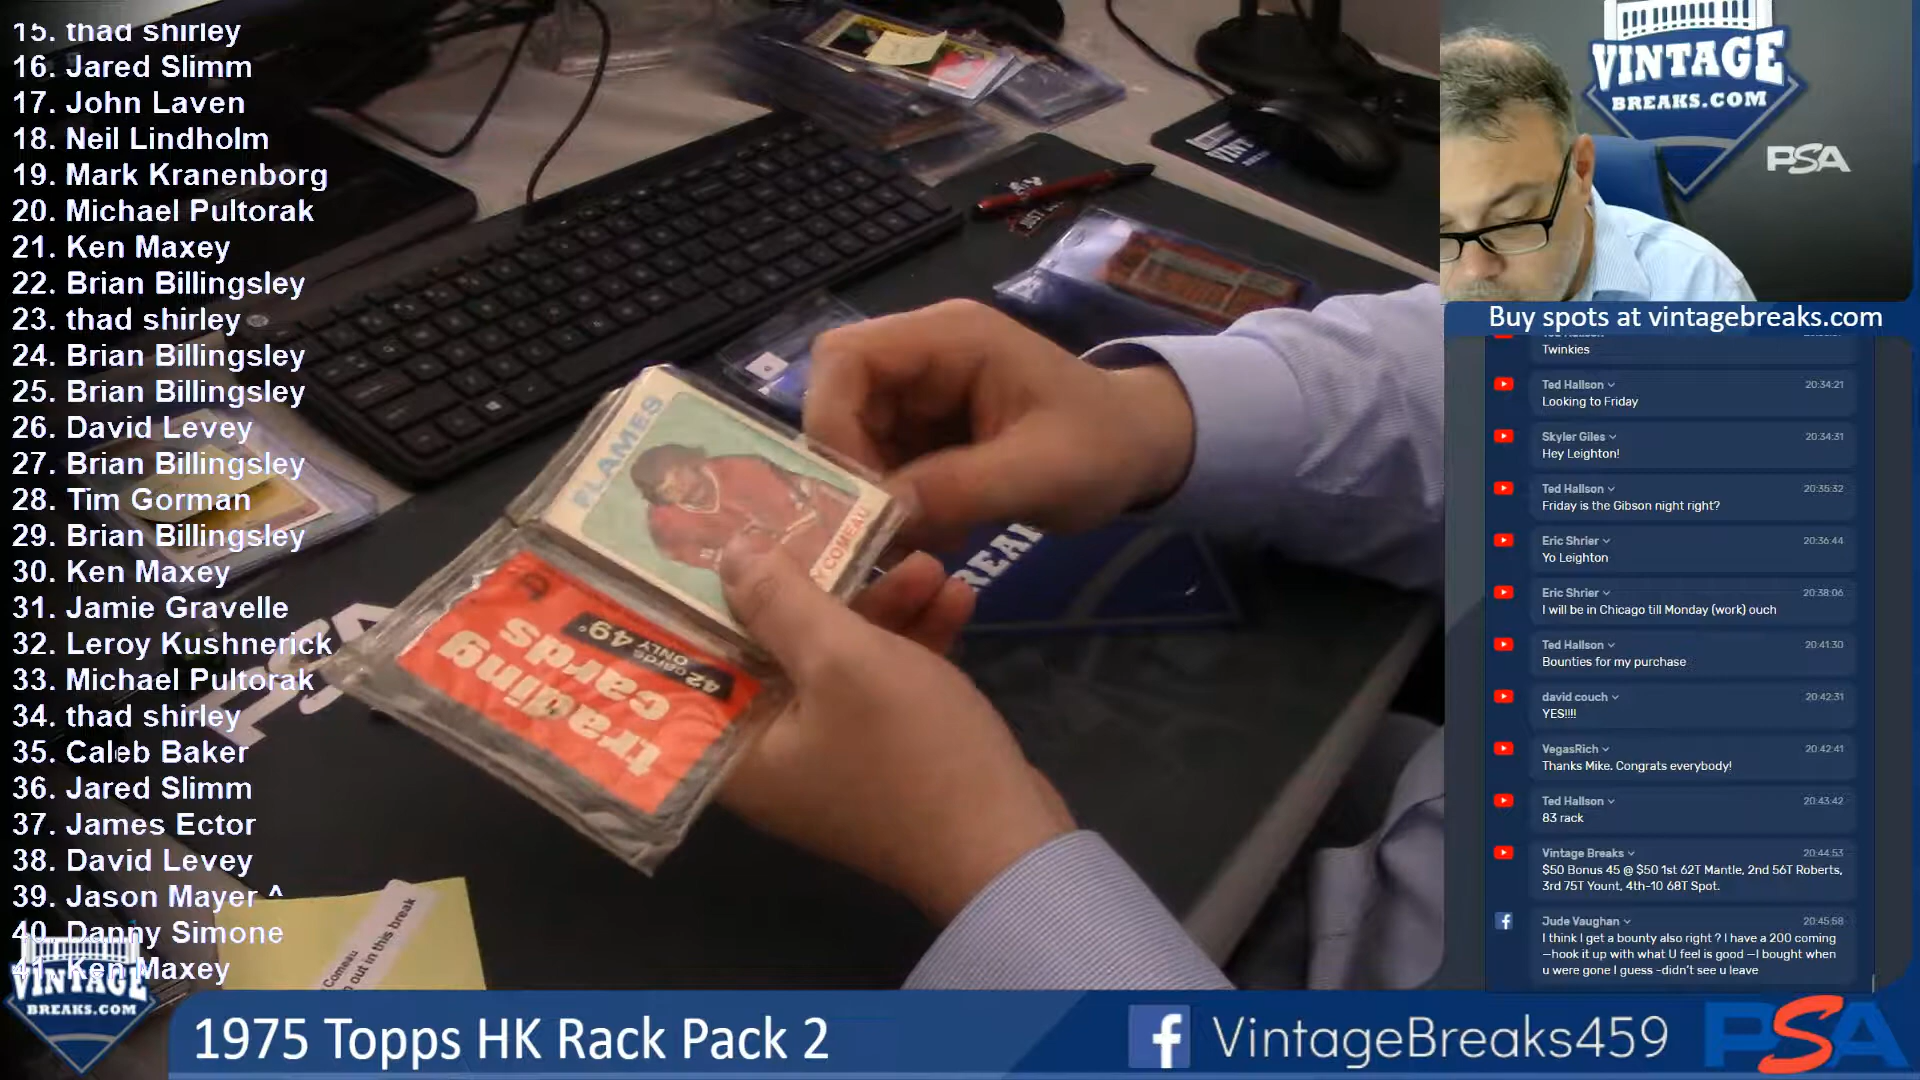 15. thad shirley
16. Jared Slimm
17. John Laven
18. Neil Lindholm
19. Mark Kranenborg
20. Michael Pultorak
21. Ken Maxey
22. Brian Billingsley
23. thad shirley
24. Brian Billingsley
25. Brian Billingsley
26. David Levey
27. Brian Billingsley
28. Tim Gorman
29. Brian Billingsley
30. Ken Maxey
31. Jamie Gravelle
32. Leroy Kushnerick
33. Michael Pultorak
34. thad shirley
35. Caleb Baker
36. Jared Slimm
37. James Ector
38. David Levey
39. Jason Mayer ^
40. Danny Simone
41. Ken Maxey
VINTAGE
BREAKS.COM
FLAMES
COMEAU
trading
cards
42 cards
ONLY 49¢
Comeau
out in this break
VINTAGE
BREAKS.COM
PSA
Buy spots at vintagebreaks.com
Twinkies
Ted Hallson 20:34:21
Looking to Friday
Skyler Giles 20:34:31
Hey Leighton!
Ted Hallson 20:35:32
Friday is the Gibson night right?
Eric Shrier 20:36:44
Yo Leighton
Eric Shrier 20:38:06
I will be in Chicago till Monday (work) ouch
Ted Hallson 20:41:30
Bounties for my purchase
david couch 20:42:31
YES!!!!
VegasRich 20:42:41
Thanks Mike. Congrats everybody!
Ted Hallson 20:43:42
83 rack
Vintage Breaks 20:44:53
$50 Bonus 45 @ $50 1st 62T Mantle, 2nd 56T Roberts,
3rd 75T Yount, 4th-10 68T Spot.
Jude Vaughan 20:45:58
I think I get a bounty also right ? I have a 200 coming
—hook it up with what U feel is good —I bought when
u were gone I guess -didn't see u leave
1975 Topps HK Rack Pack 2
f VintageBreaks459
PSA